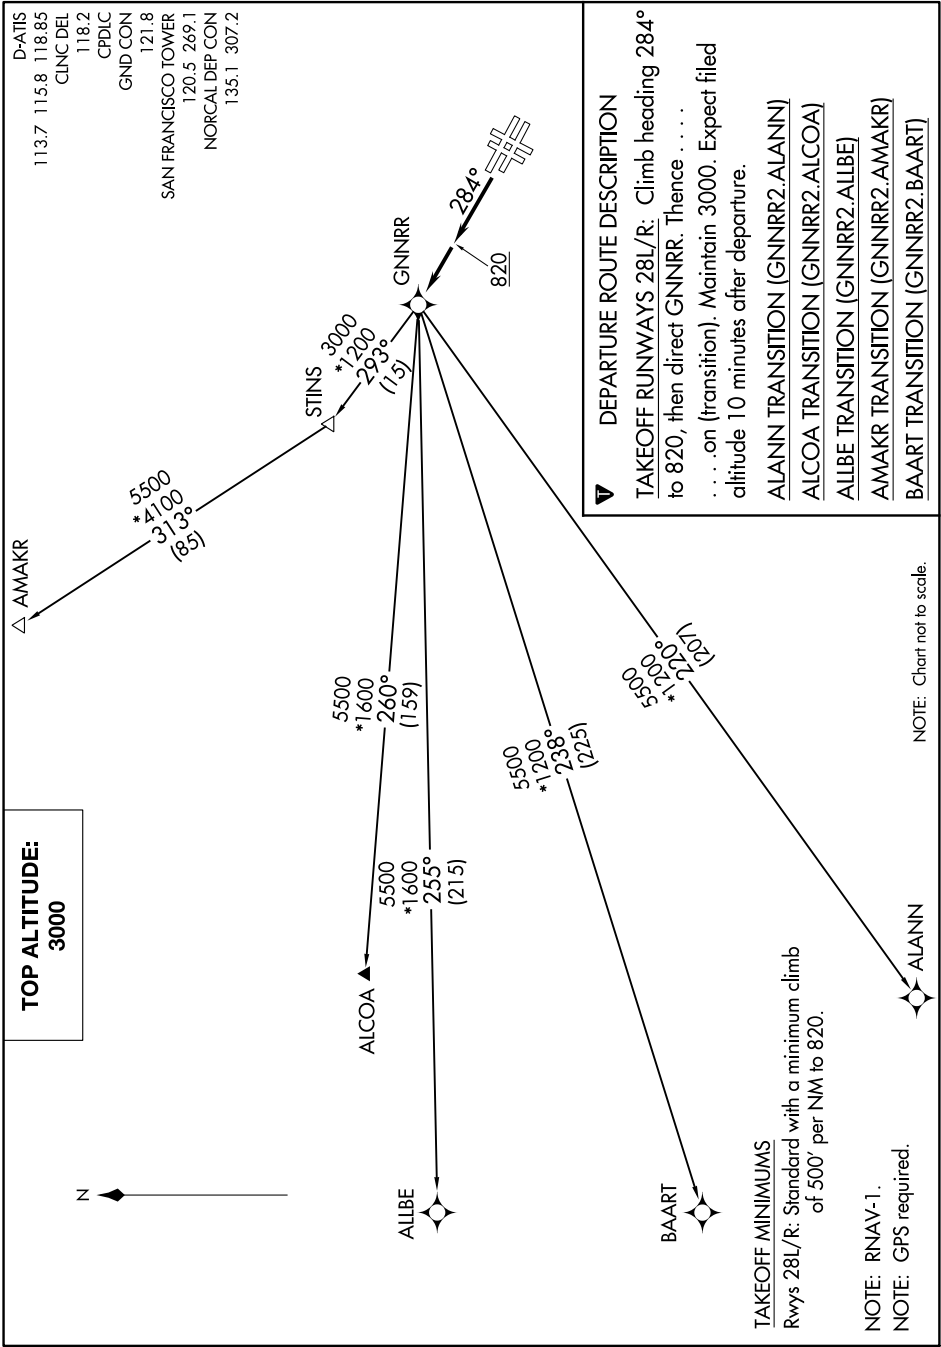 TOP ALTITUDE:
3000
D-ATIS
113.7 115.8 118.85
CLNC DEL
118.2
CPDLC
GND CON
121.8
SAN FRANCISCO TOWER
120.5 269.1
NORCAL DEP CON
135.1 307.2
N
AMAKR
5500
*4100
313°
(85)
STINS
3000
*1200
293°
(15)
GNNRR
284°
820
5500
*1600
260°
(159)
ALCOA
5500
*1600
255°
(215)
ALLBE
5500
*1200
238°
(225)
BAART
5500
*1200
220°
(207)
ALANN
TAKEOFF MINIMUMS
Rwys 28L/R: Standard with a minimum climb
of 500' per NM to 820.
NOTE: RNAV-1.
NOTE: GPS required.
NOTE: Chart not to scale.
T
DEPARTURE ROUTE DESCRIPTION
TAKEOFF RUNWAYS 28L/R: Climb heading 284°
to 820, then direct GNNRR. Thence . . . .
. . . .on (transition). Maintain 3000. Expect filed
altitude 10 minutes after departure.
ALANN TRANSITION (GNNRR2.ALANN)
ALCOA TRANSITION (GNNRR2.ALCOA)
ALLBE TRANSITION (GNNRR2.ALLBE)
AMAKR TRANSITION (GNNRR2.AMAKR)
BAART TRANSITION (GNNRR2.BAART)